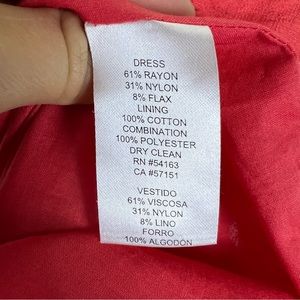 DRESS
61% RAYON
31% NYLON
8% FLAX
LINING
100% COTTON
COMBINATION
100% POLYESTER
DRY CLEAN
RN #54163
CA #57151
VESTIDO
61% VISCOSA
31% NYLON
8% LINO
FORRO
100% ALGODÓN